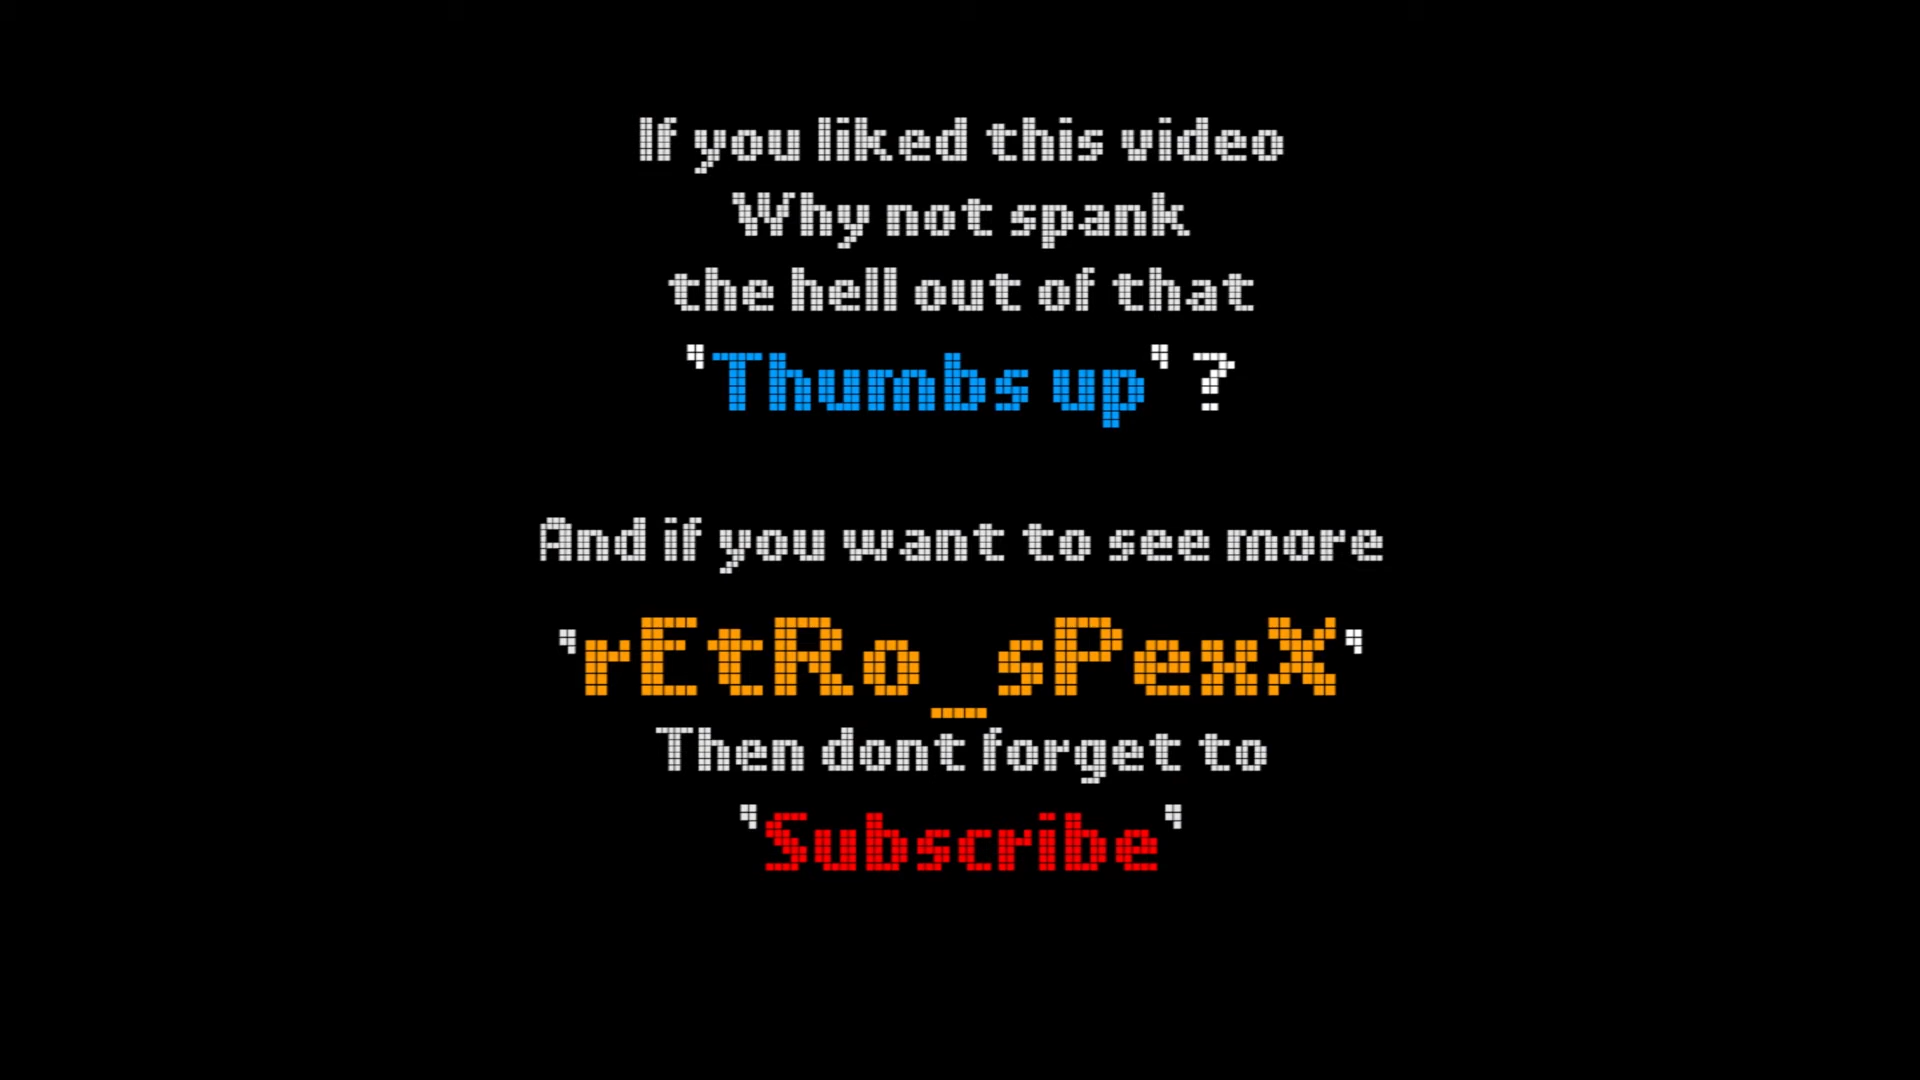 If you liked this video
Why not spank
the hell out of that
'Thumbs up' ?
And if you want to see more
'rEtRo_sPexX'
Then dont forget to
'Subscribe'